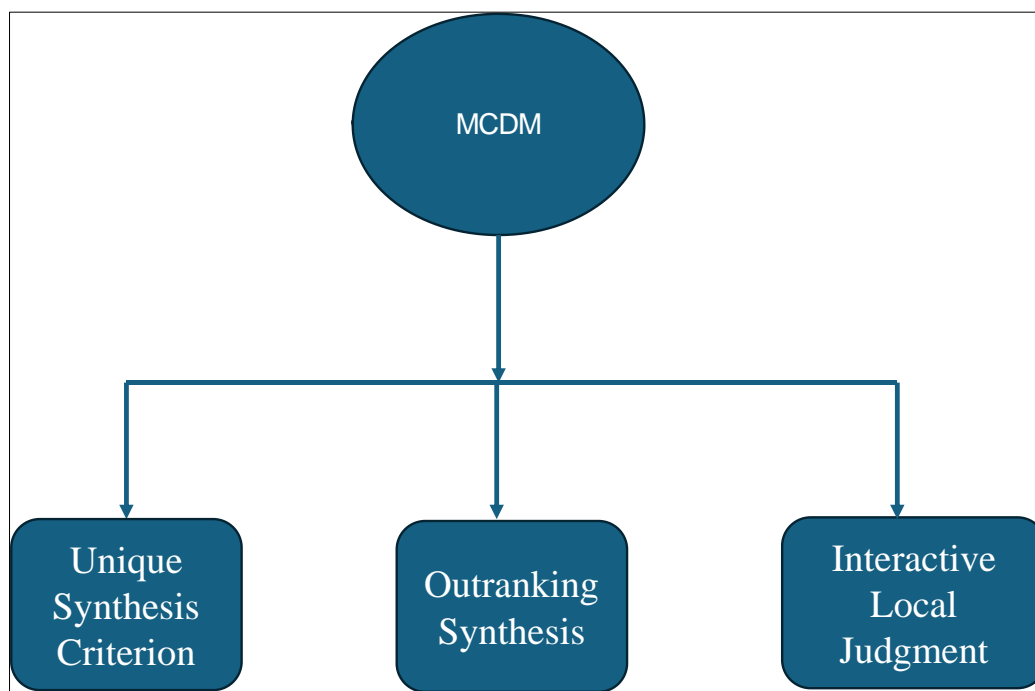 MCDM
Unique
Synthesis
Criterion
Outranking
Synthesis
Interactive
Local
Judgment